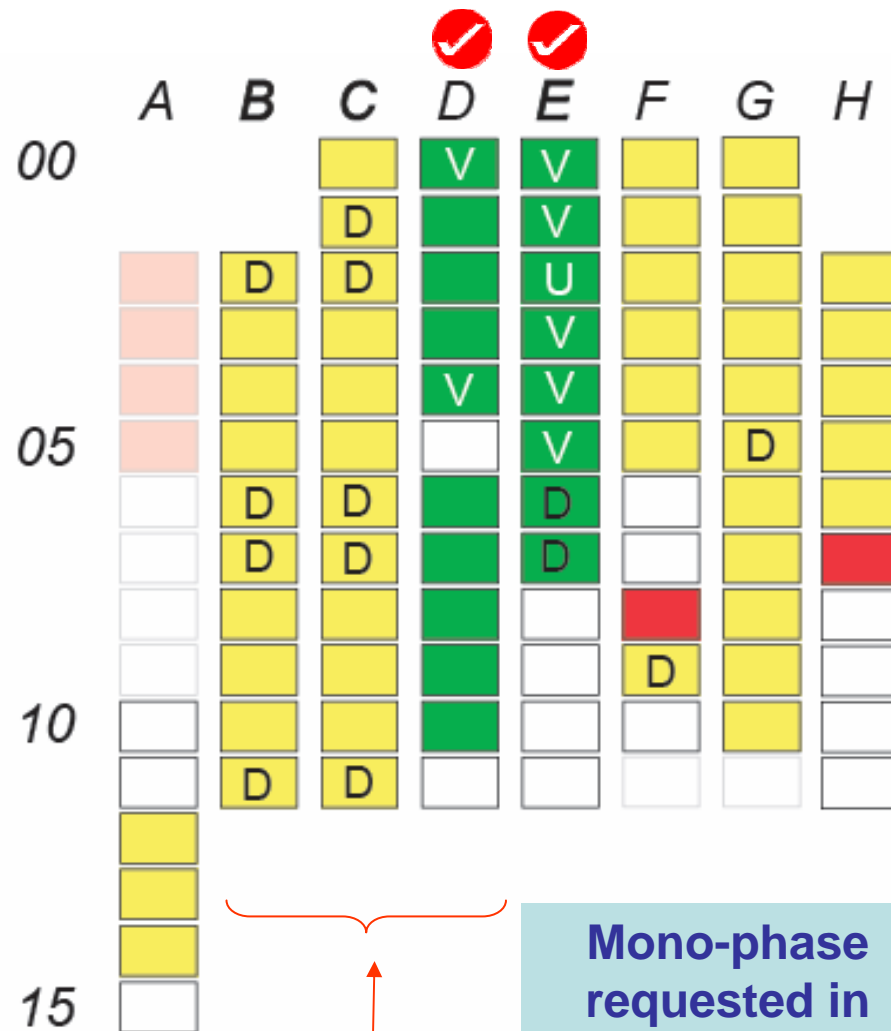 A B C D E F G H
00 V V
D
D D U
V
V V
05 V D
D D D
D D D
D
10
D D
Mono-phase
requested in
15